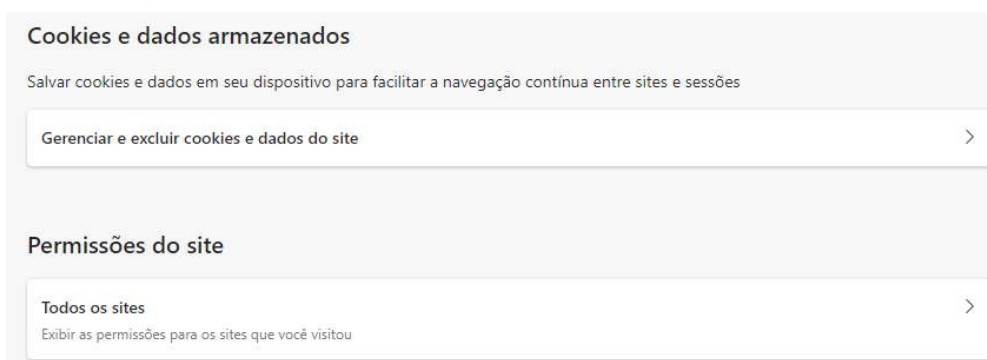 Cookies e dados armazenados
Salvar cookies e dados em seu dispositivo para facilitar a navegação contínua entre sites e sessões
Gerenciar e excluir cookies e dados do site
Permissões do site
Todos os sites
Exibir as permissões para os sites que você visitou